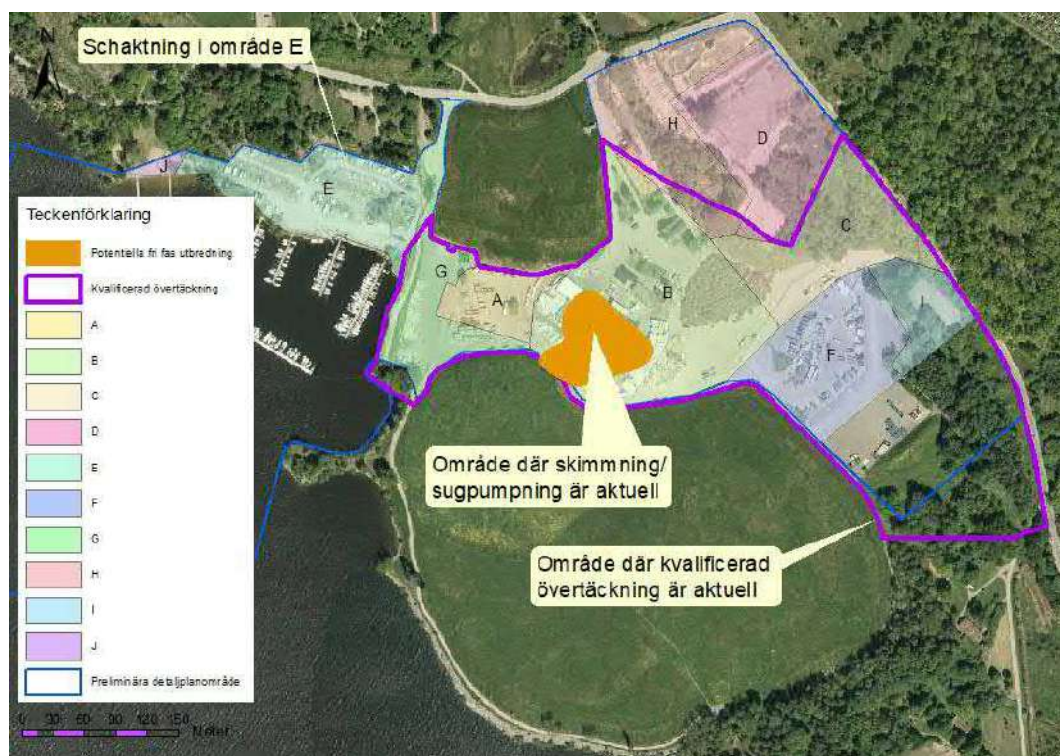 N
Schaktning i område E
J
E
H
D
C
G
A
B
F
I
Område där skimmning/
sugpumpning är aktuell
Område där kvalificerad
övertäckning är aktuell
Teckenförklaring
Potentiella fri fas utbredning
Kvalificerad övertäckning
A
B
C
D
E
F
G
H
I
J
Preliminära detaljplanområde
0 30 60 90 120 150
Meter